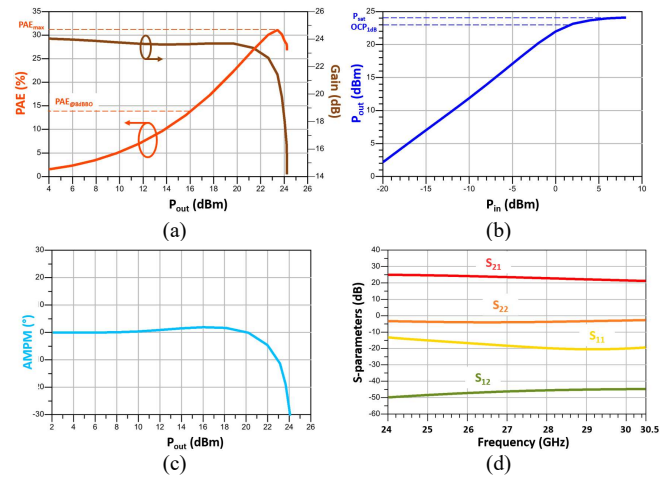 PAEmax
PAE@8dBBO
35
30
25
20
15
10
5
0
PAE (%)
26
24
22
20
18
16
14
Gain (dB)
4 6 8 10 12 14 16 18 20 22 24 26
Pout (dBm)
(a)
Psat
OCP1dB
25
20
15
10
5
0
Pout (dBm)
-20 -15 -10 -5 0 5 10
Pin (dBm)
(b)
30
0
-30
AMPM (°)
2 4 6 8 10 12 14 16 18 20 22 24 26
Pout (dBm)
(c)
40
30
20
10
0
-10
-20
-30
-40
-50
-60
S-parameters (dB)
S21
S22
S11
S12
24 25 26 27 28 29 30 30.5
Frequency (GHz)
(d)